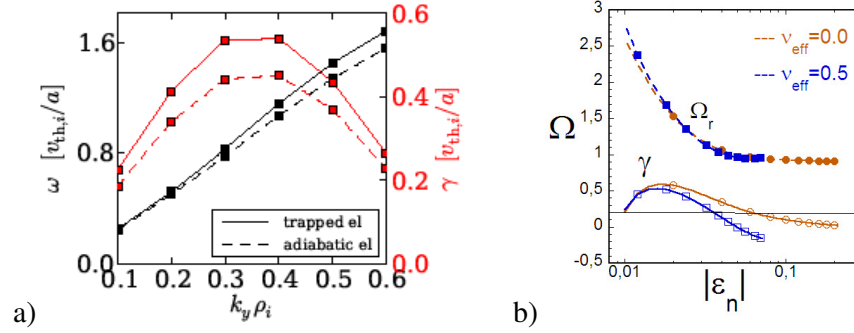 a)
ω [v_th,i/a]
1.6
0.8
0.0
0.1 0.2 0.3 0.4 0.5 0.6
k_y ρ_i
trapped el
adiabatic el
0.6
0.4
0.2
0.0
γ [v_th,i/a]
b)
Ω
3
2,5
2
1,5
1
0,5
0
-0,5
0,01 0,1
|ε_n|
ν_eff=0.0
ν_eff=0.5
Ω_r
γ